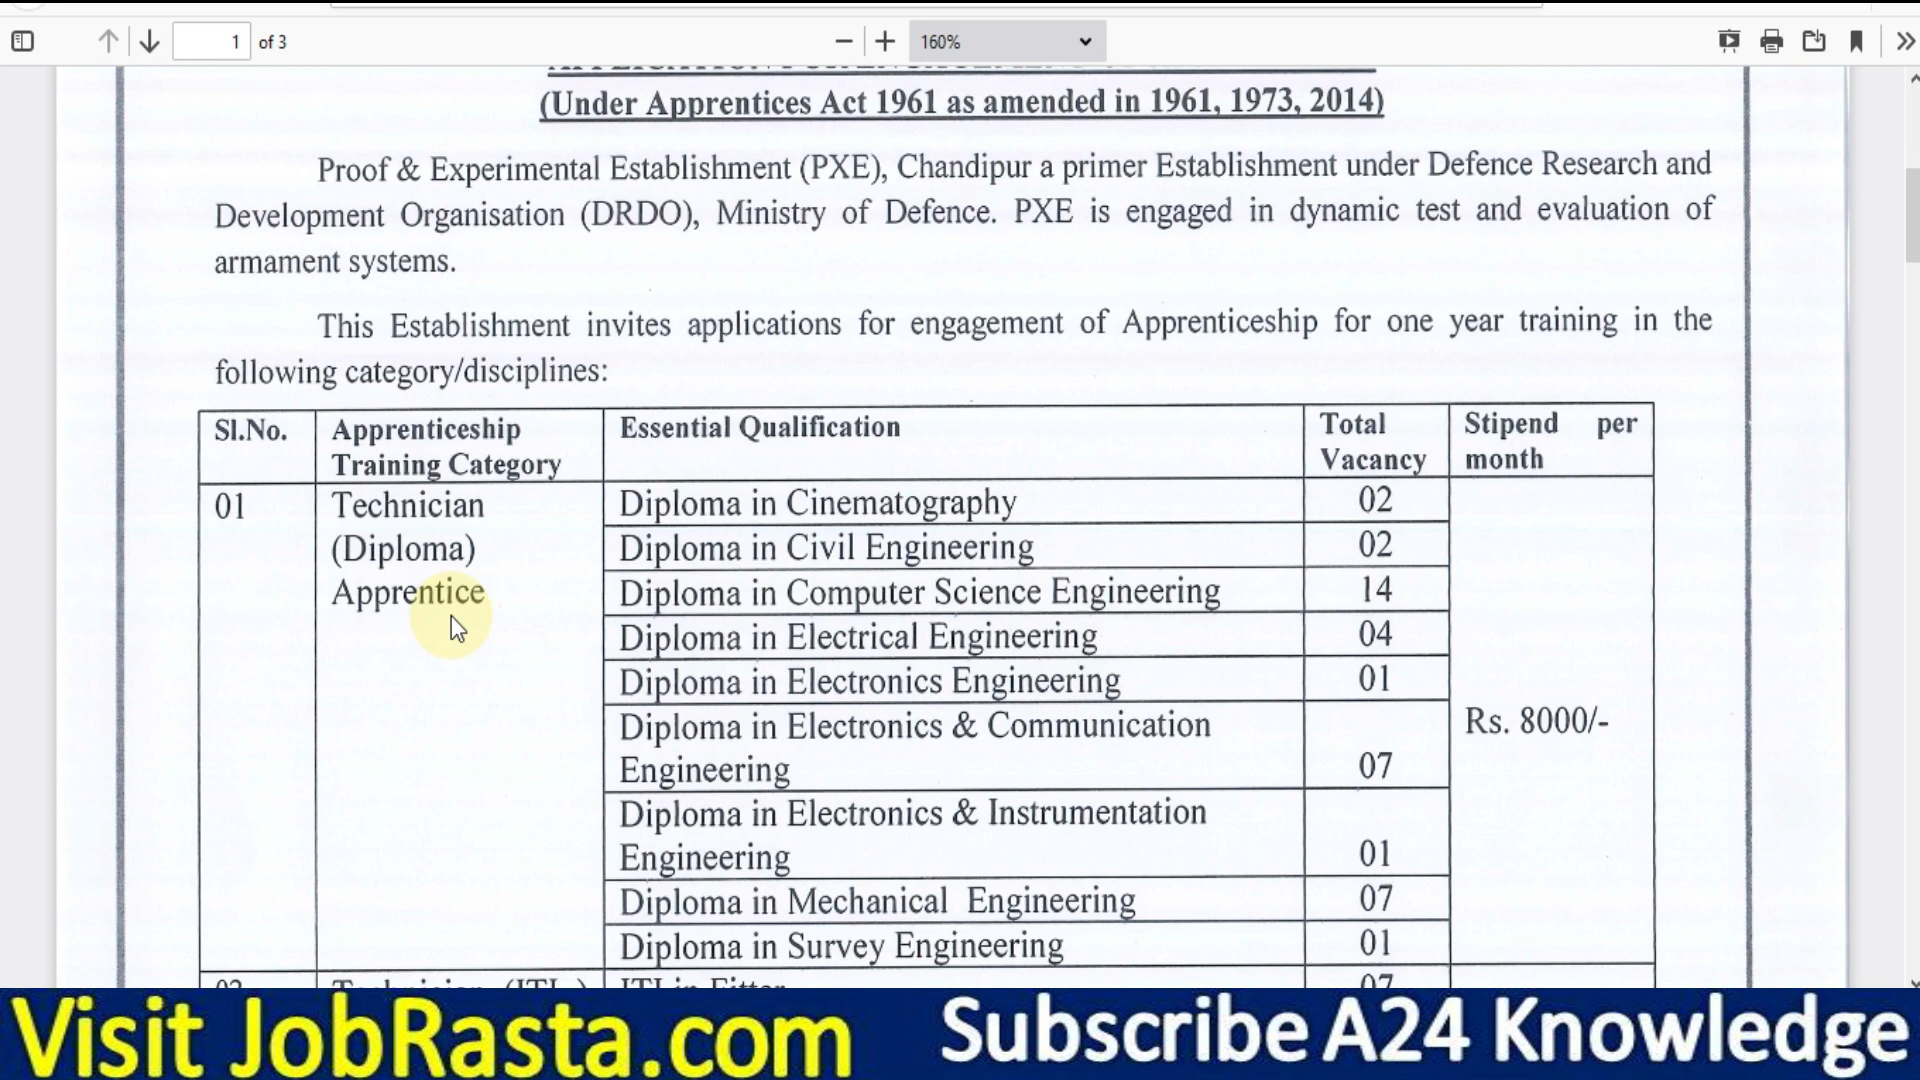 1 of 3
160%
(Under Apprentices Act 1961 as amended in 1961, 1973, 2014)
Proof & Experimental Establishment (PXE), Chandipur a primer Establishment under Defence Research and
Development Organisation (DRDO), Ministry of Defence. PXE is engaged in dynamic test and evaluation of
armament systems.
This Establishment invites applications for engagement of Apprenticeship for one year training in the
following category/disciplines:
Sl.No. Apprenticeship Training Category Essential Qualification Total Vacancy Stipend per month
01 Technician (Diploma) Apprentice
Diploma in Cinematography 02
Diploma in Civil Engineering 02
Diploma in Computer Science Engineering 14
Diploma in Electrical Engineering 04
Diploma in Electronics Engineering 01
Diploma in Electronics & Communication
Engineering 07
Rs. 8000/-
Diploma in Electronics & Instrumentation
Engineering 01
Diploma in Mechanical Engineering 07
Diploma in Survey Engineering 01
Visit JobRasta.com Subscribe A24 Knowledge